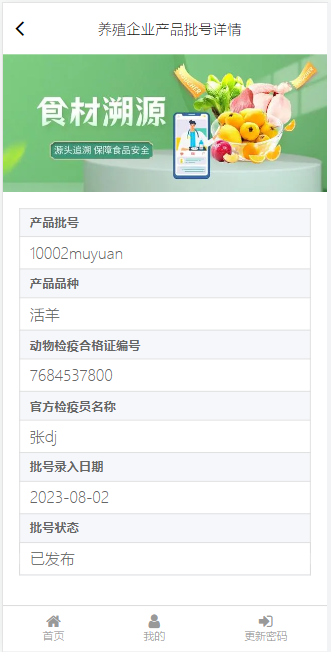 养殖企业产品批号详情
食材溯源
源头追溯 保障食品安全
产品批号
10002muyuan
产品品种
活羊
动物检疫合格证编号
7684537800
官方检疫员名称
张dj
批号录入日期
2023-08-02
批号状态
已发布
首页
我的
更新密码